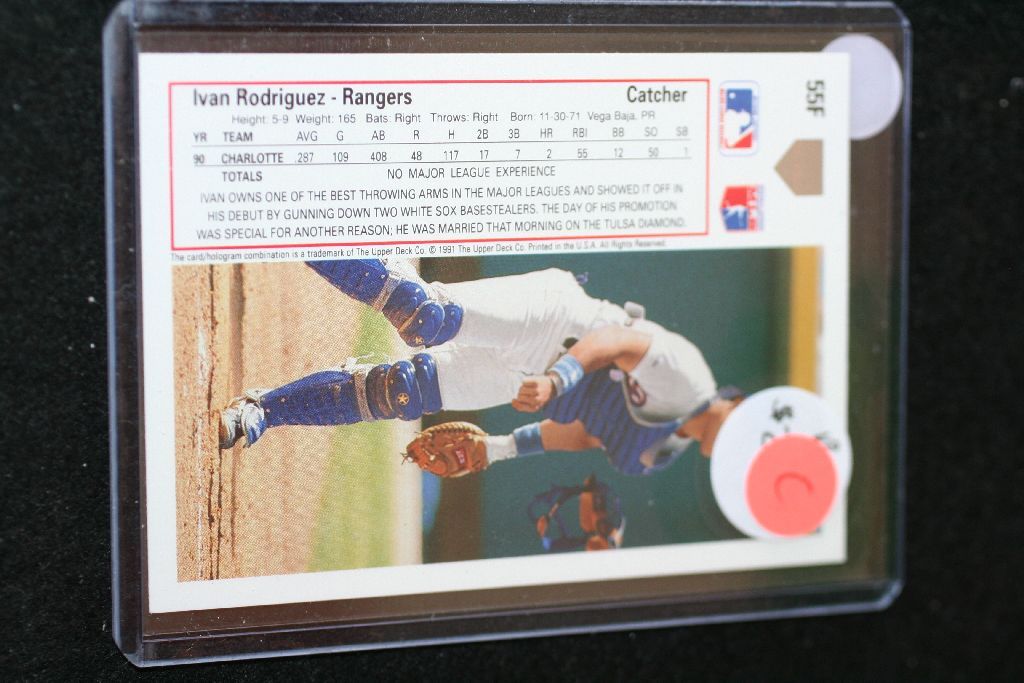 Ivan Rodriguez - Rangers Catcher
Height: 5-9 Weight: 165 Bats: Right Throws: Right Born: 11-30-71 Vega Baja, PR
YR TEAM AVG G AB R H 2B 3B HR RBI BB SO SB
90 CHARLOTTE .287 109 408 48 117 17 7 2 55 12 50 1
TOTALS NO MAJOR LEAGUE EXPERIENCE
IVAN OWNS ONE OF THE BEST THROWING ARMS IN THE MAJOR LEAGUES AND SHOWED IT OFF IN
HIS DEBUT BY GUNNING DOWN TWO WHITE SOX BASESTEALERS. THE DAY OF HIS PROMOTION
WAS SPECIAL FOR ANOTHER REASON; HE WAS MARRIED THAT MORNING ON THE TULSA DIAMOND.
The card/hologram combination is a trademark of The Upper Deck Co. © 1991 The Upper Deck Co. Printed in the U.S.A. All Rights Reserved.
55F
C